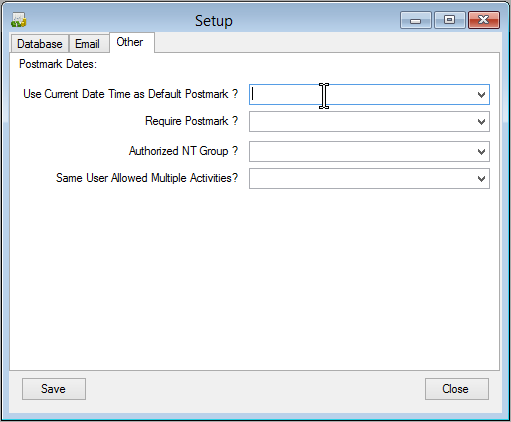 Setup
Database Email Other
Postmark Dates:
Use Current Date Time as Default Postmark ?
Require Postmark ?
Authorized NT Group ?
Same User Allowed Multiple Activities?
Save Close